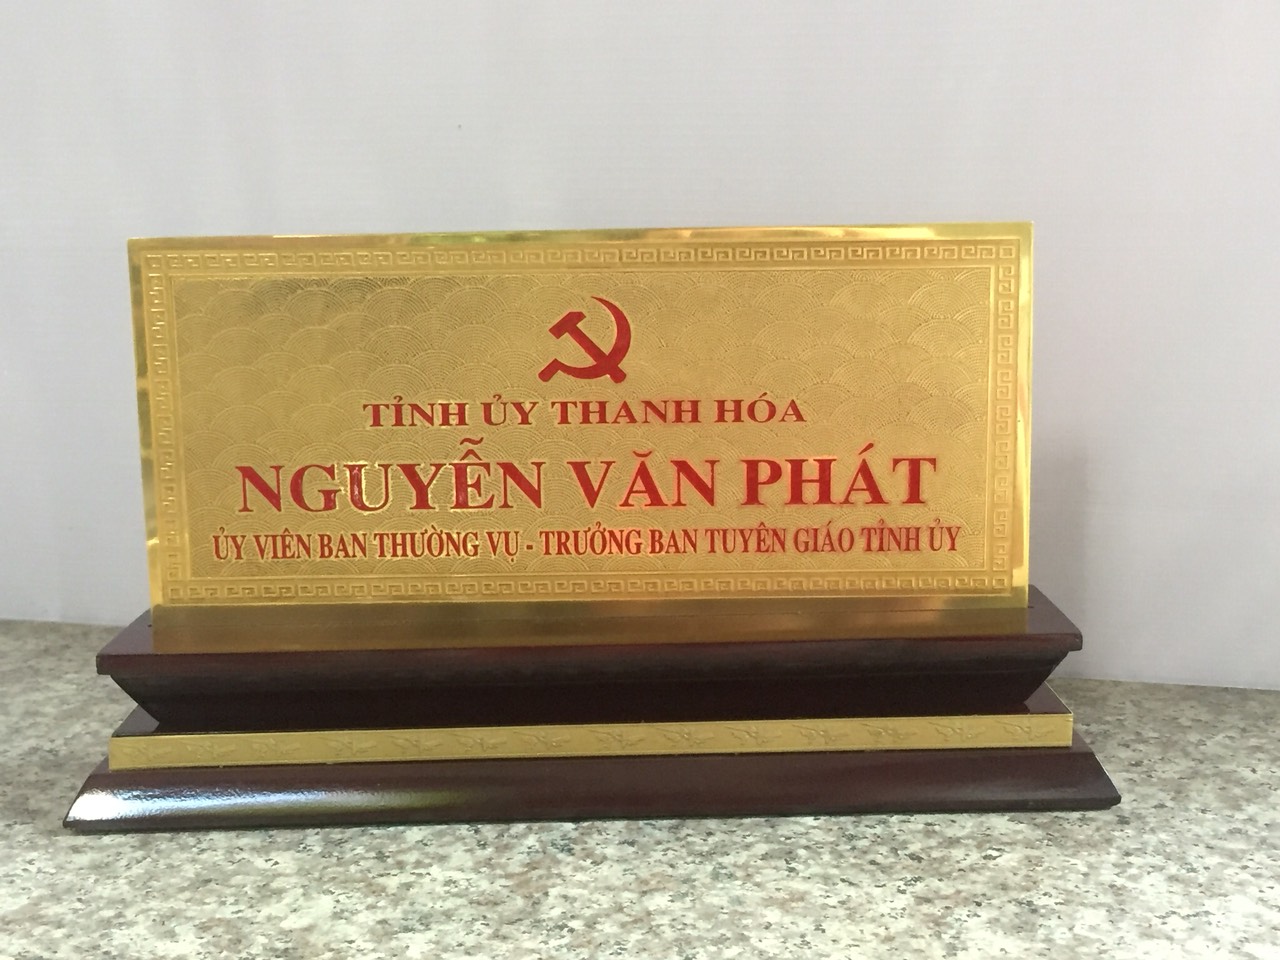 TỈNH ỦY THANH HÓA
NGUYỄN VĂN PHÁT
ỦY VIÊN BAN THƯỜNG VỤ - TRƯỞNG BAN TUYÊN GIÁO TỈNH ỦY